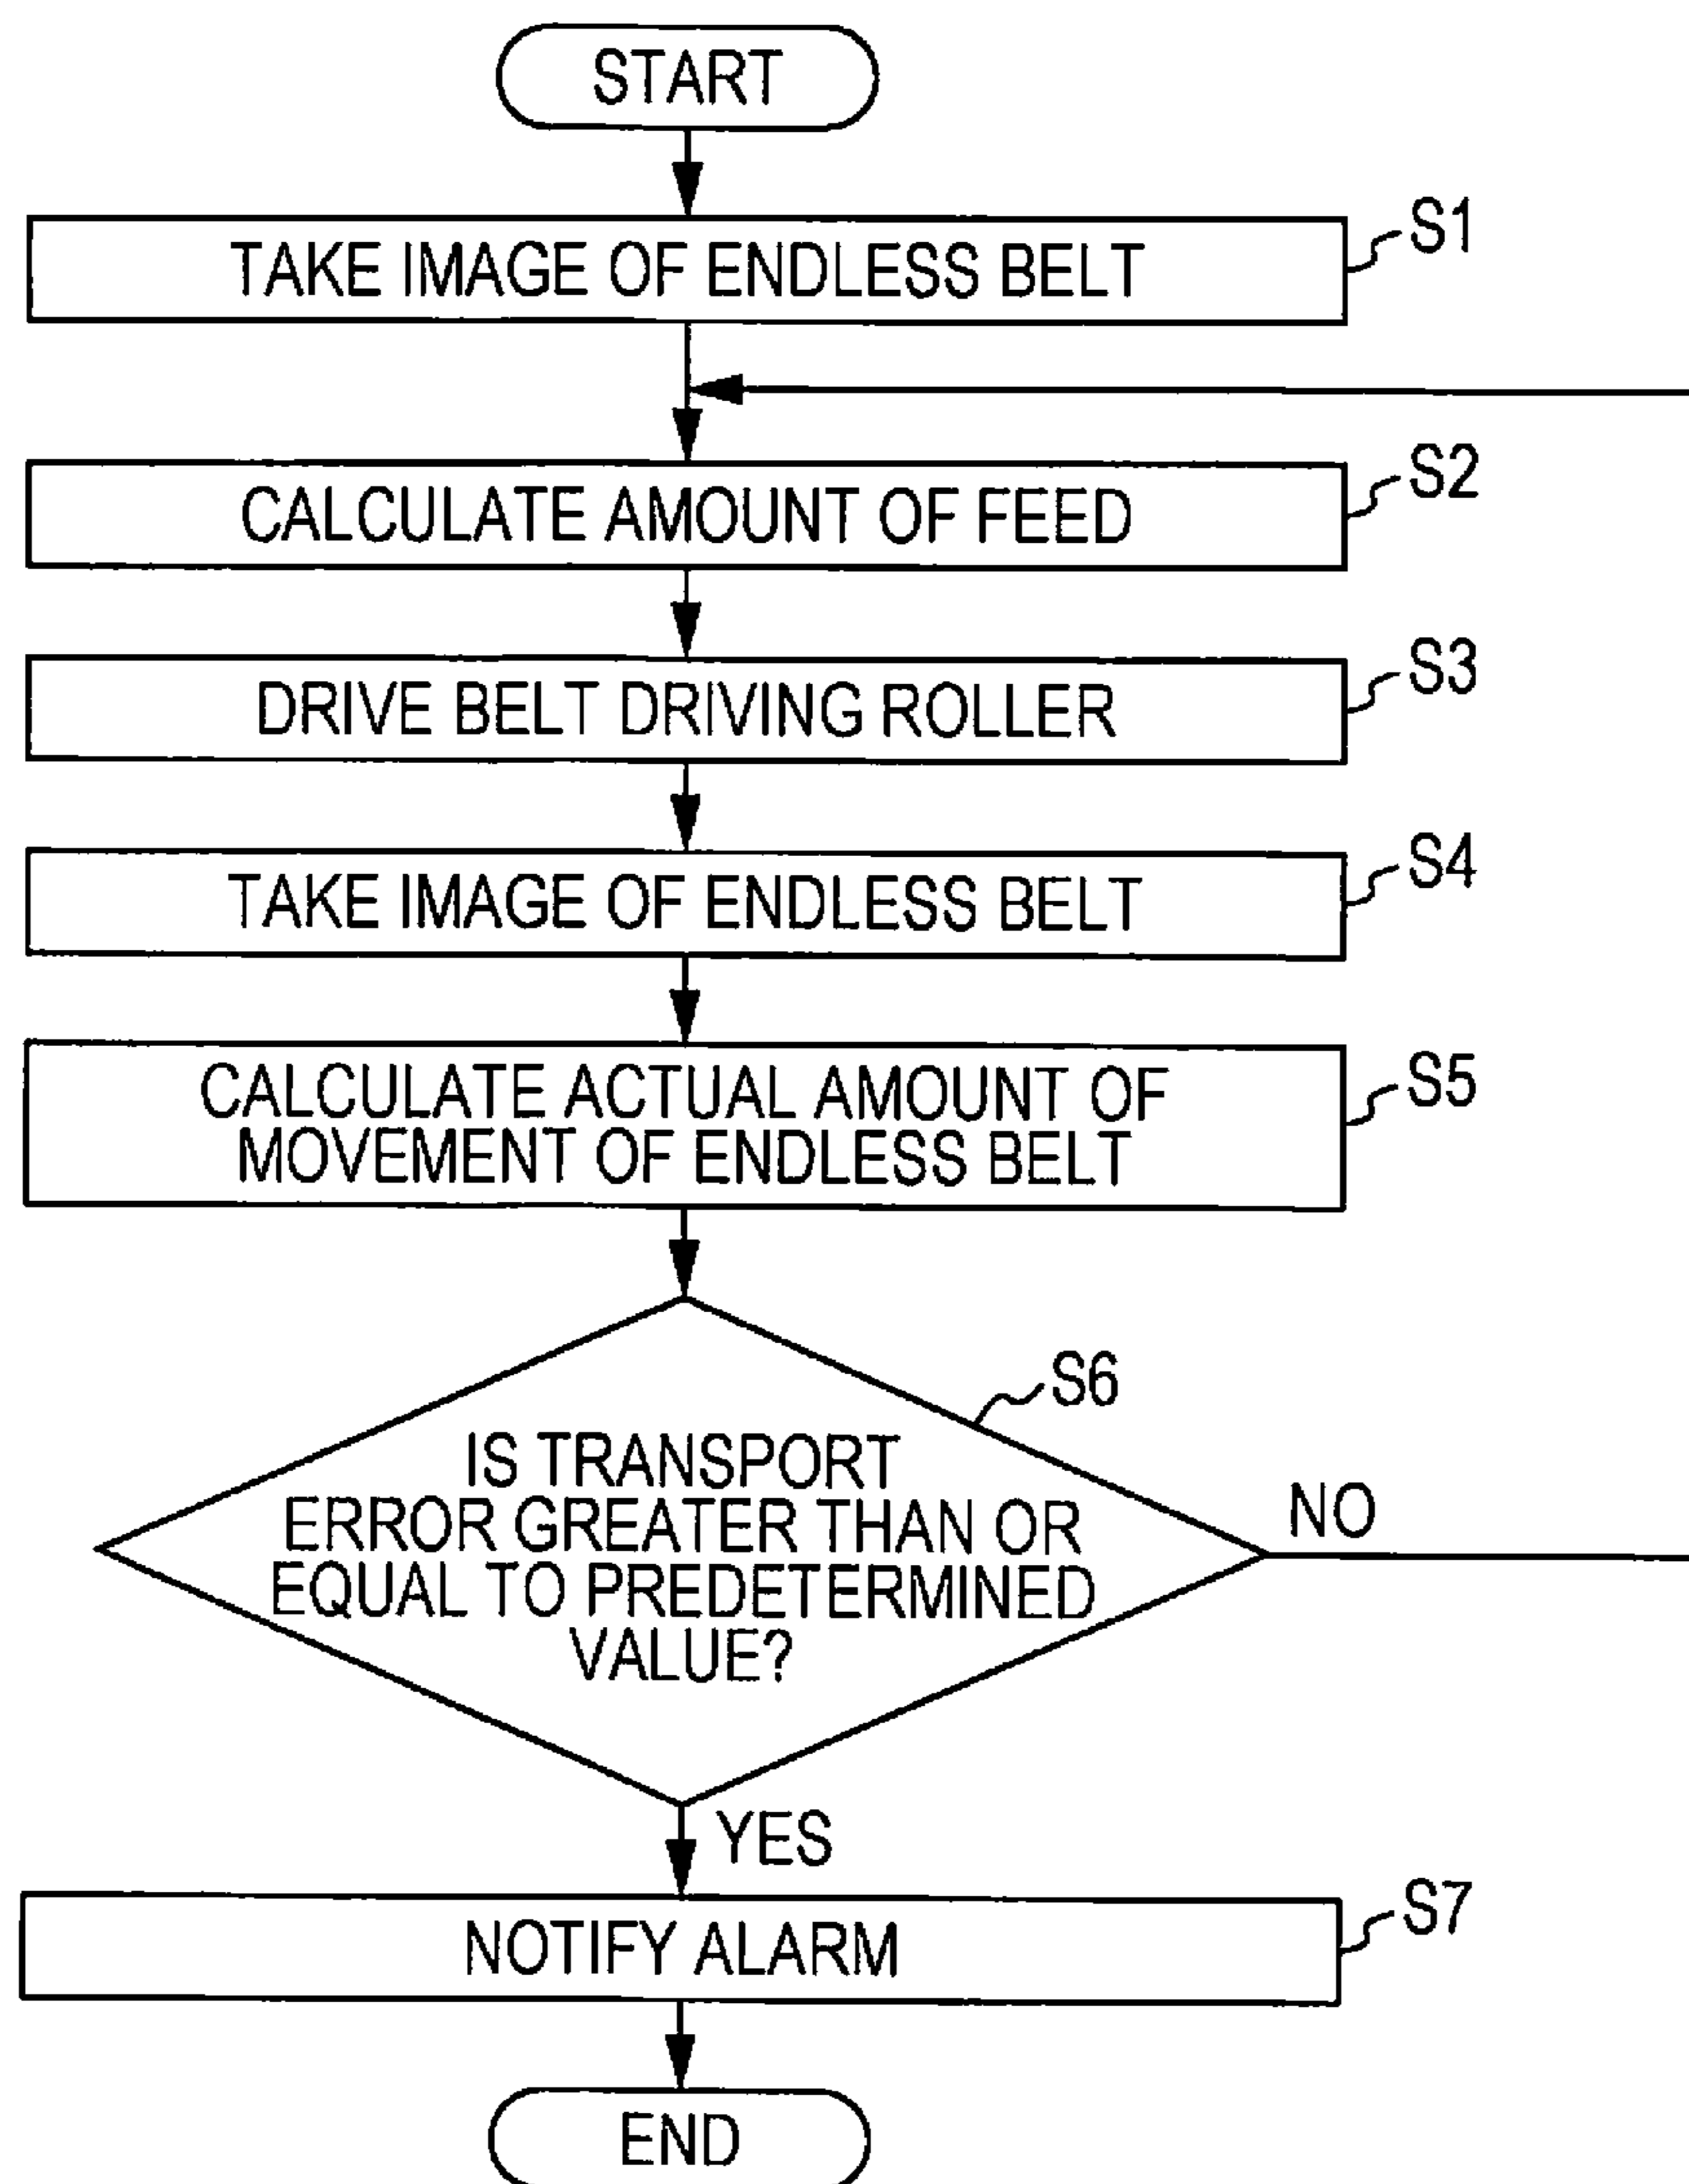 START
TAKE IMAGE OF ENDLESS BELT
S1
CALCULATE AMOUNT OF FEED
S2
DRIVE BELT DRIVING ROLLER
S3
TAKE IMAGE OF ENDLESS BELT
S4
CALCULATE ACTUAL AMOUNT OF
MOVEMENT OF ENDLESS BELT
S5
S6
IS TRANSPORT
ERROR GREATER THAN OR
EQUAL TO PREDETERMINED
VALUE?
NO
YES
NOTIFY ALARM
S7
END